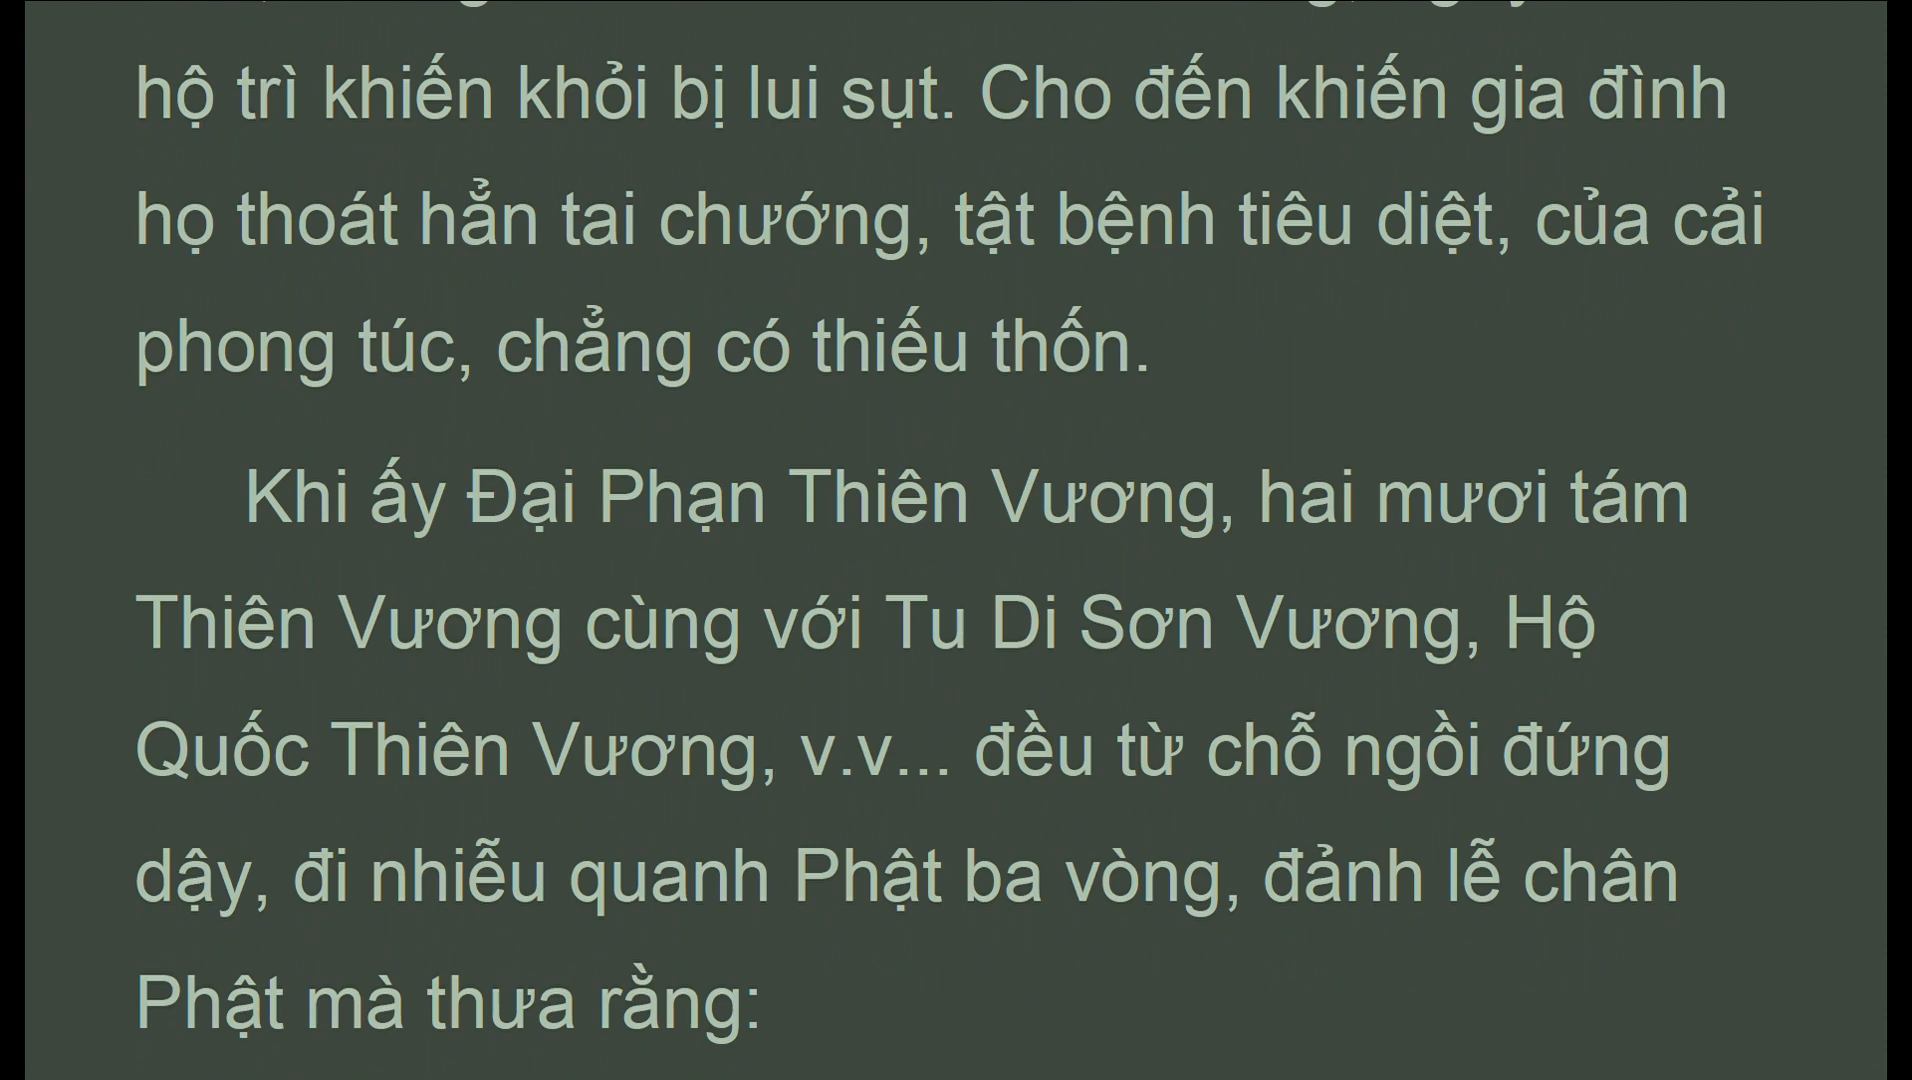 hộ trì khiến khỏi bị lui sụt. Cho đến khiến gia đình
họ thoát hẳn tai chướng, tật bệnh tiêu diệt, của cải
phong túc, chẳng có thiếu thốn.
Khi ấy Đại Phạn Thiên Vương, hai mươi tám
Thiên Vương cùng với Tu Di Sơn Vương, Hộ
Quốc Thiên Vương, v.v... đều từ chỗ ngồi đứng
dậy, đi nhiễu quanh Phật ba vòng, đảnh lễ chân
Phật mà thưa rằng: